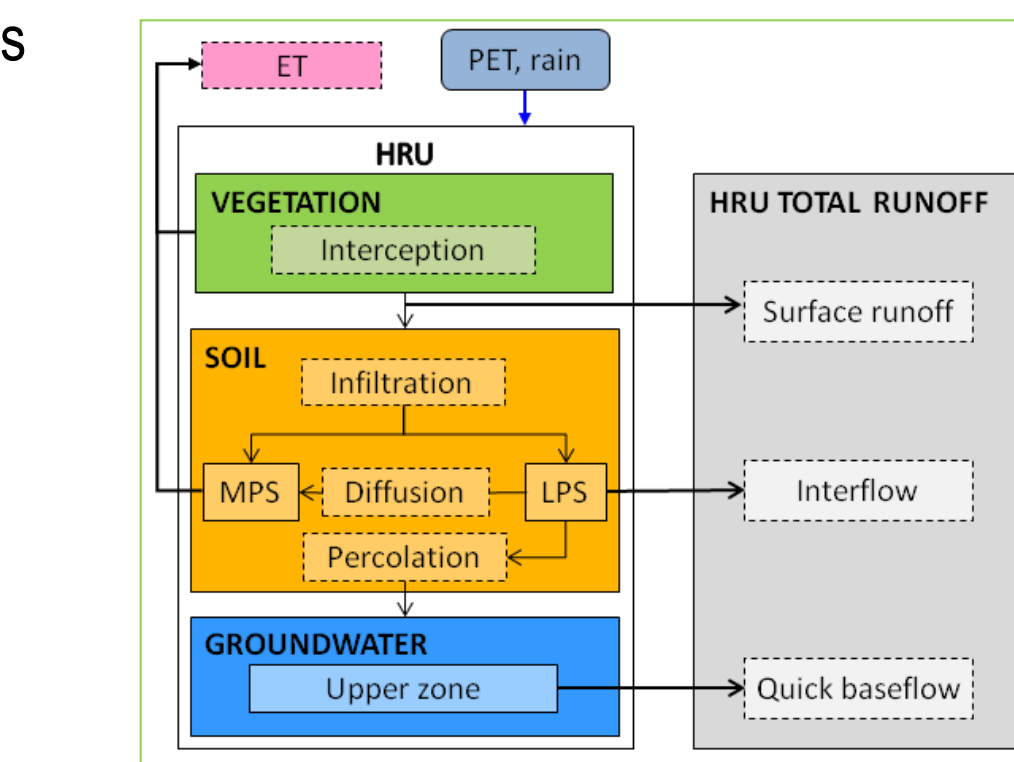 s
ET
PET, rain
HRU
VEGETATION
Interception
HRU TOTAL RUNOFF
Surface runoff
SOIL
Infiltration
MPS
Diffusion
LPS
Interflow
Percolation
GROUNDWATER
Upper zone
Quick baseflow